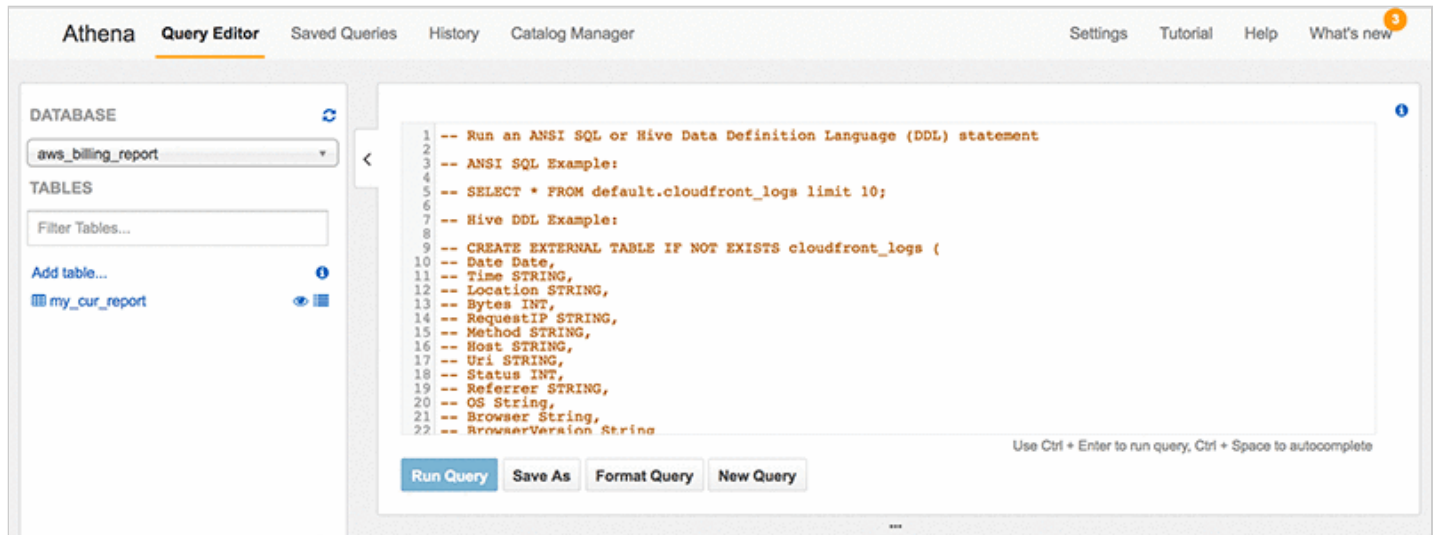 Athena Query Editor Saved Queries History Catalog Manager Settings Tutorial Help What's new 3
DATABASE
aws_billing_report
TABLES
Filter Tables...
Add table...
my_cur_report
1 -- Run an ANSI SQL or Hive Data Definition Language (DDL) statement
2
3 -- ANSI SQL Example:
4
5 -- SELECT * FROM default.cloudfront_logs limit 10;
6
7 -- Hive DDL Example:
8
9 -- CREATE EXTERNAL TABLE IF NOT EXISTS cloudfront_logs (
10 -- Date Date,
11 -- Time STRING,
12 -- Location STRING,
13 -- Bytes INT,
14 -- RequestIP STRING,
15 -- Method STRING,
16 -- Host STRING,
17 -- Uri STRING,
18 -- Status INT,
19 -- Referrer STRING,
20 -- OS String,
21 -- Browser String,
22 -- BrowserVersion String
Use Ctrl + Enter to run query, Ctrl + Space to autocomplete
Run Query Save As Format Query New Query